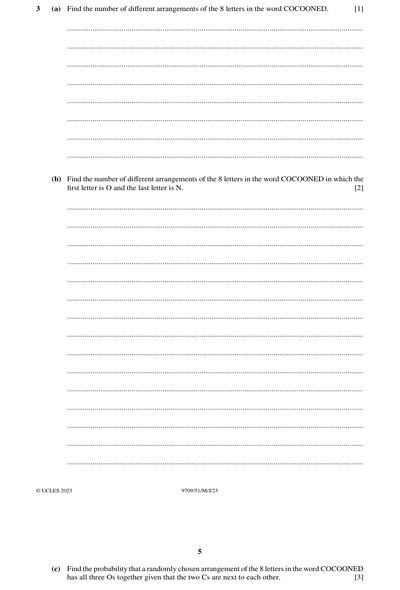 3 (a) Find the number of different arrangements of the 8 letters in the word COCOONED. [1]
(b) Find the number of different arrangements of the 8 letters in the word COCOONED in which the
first letter is O and the last letter is N. [2]
© UCLES 2023 9709/51/M/J/23
5
(c) Find the probability that a randomly chosen arrangement of the 8 letters in the word COCOONED
has all three Os together given that the two Cs are next to each other. [3]